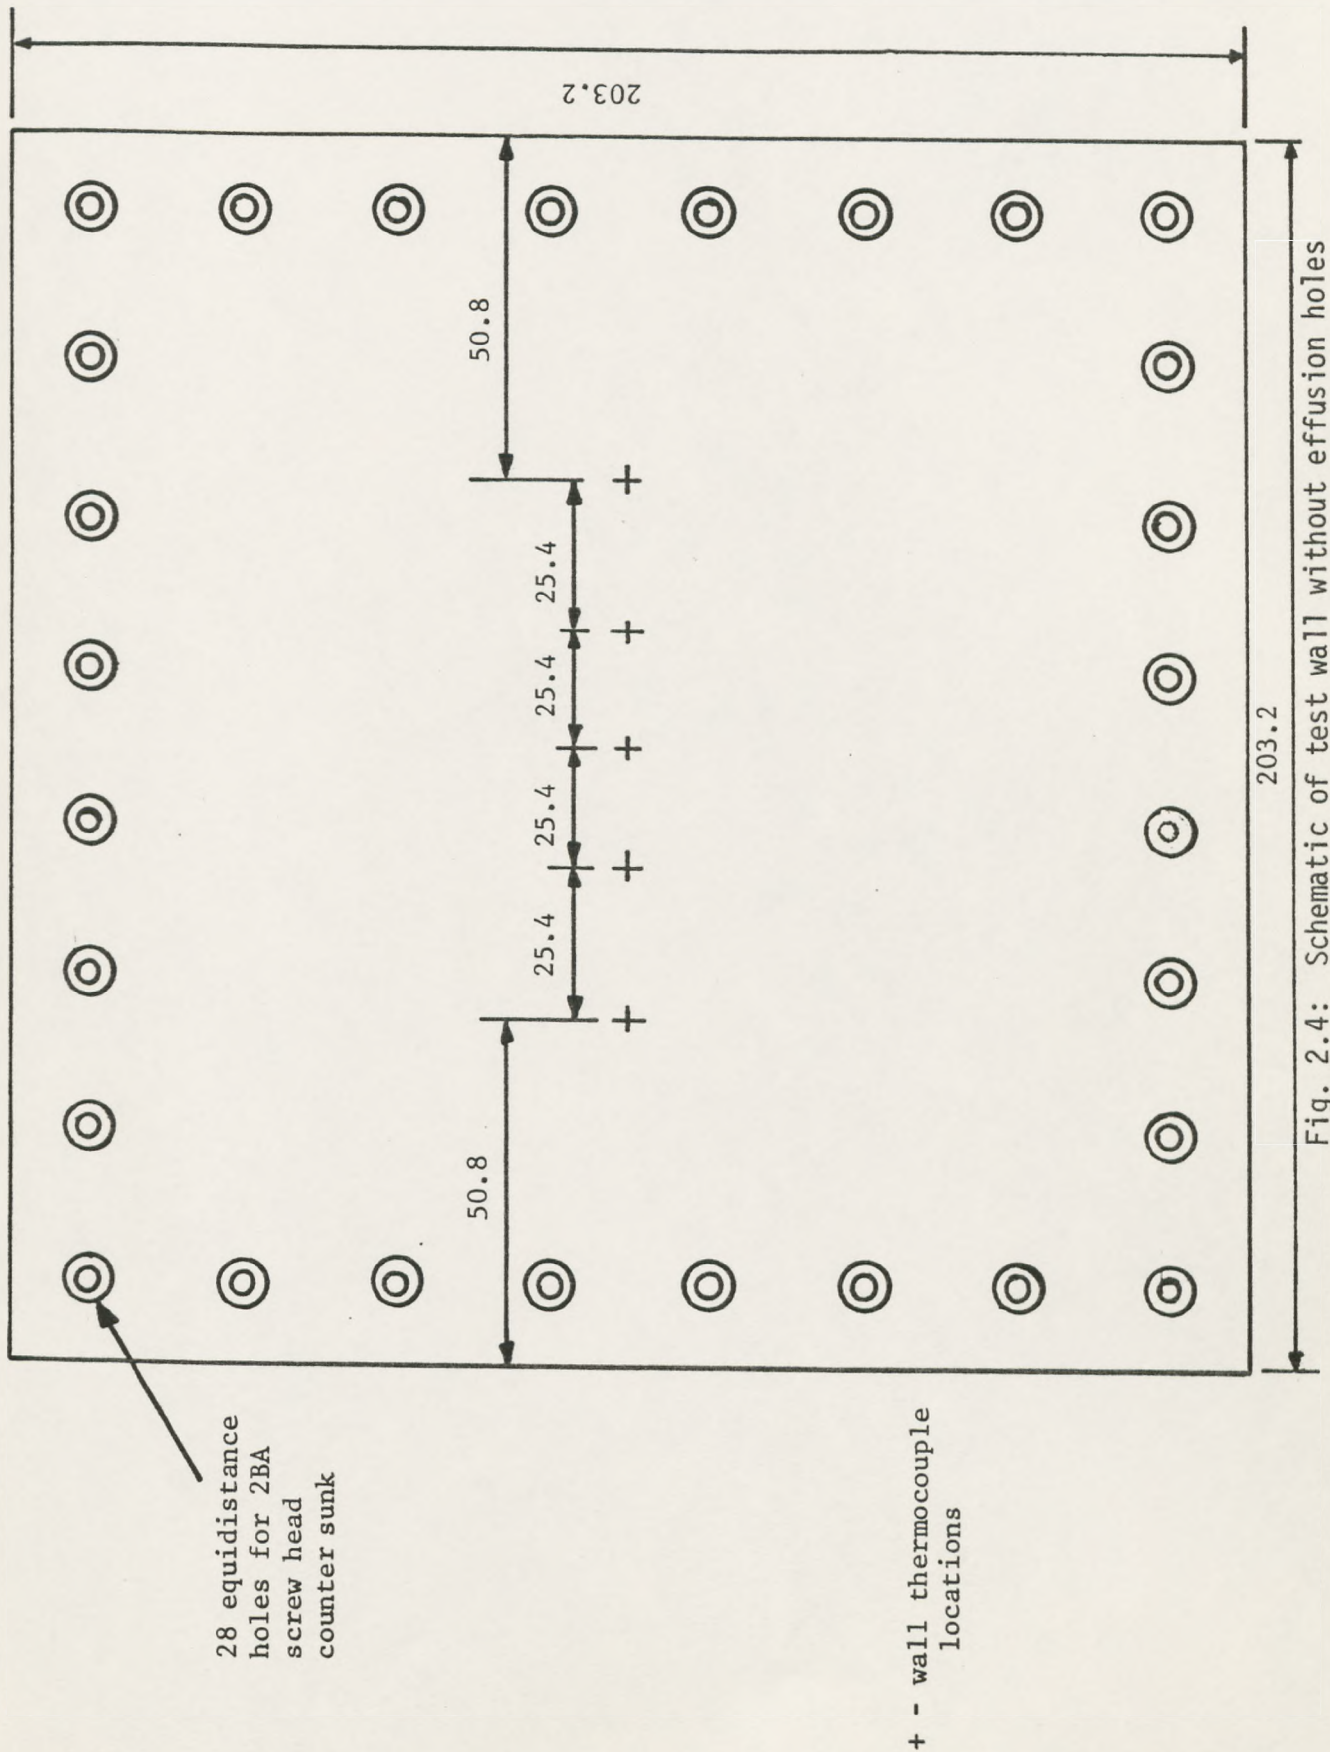 203.2
50.8
25.4
25.4
25.4
25.4
50.8
203.2
28 equidistance
holes for 2BA
screw head
counter sunk
+ - wall thermocouple
locations
Fig. 2.4: Schematic of test wall without effusion holes